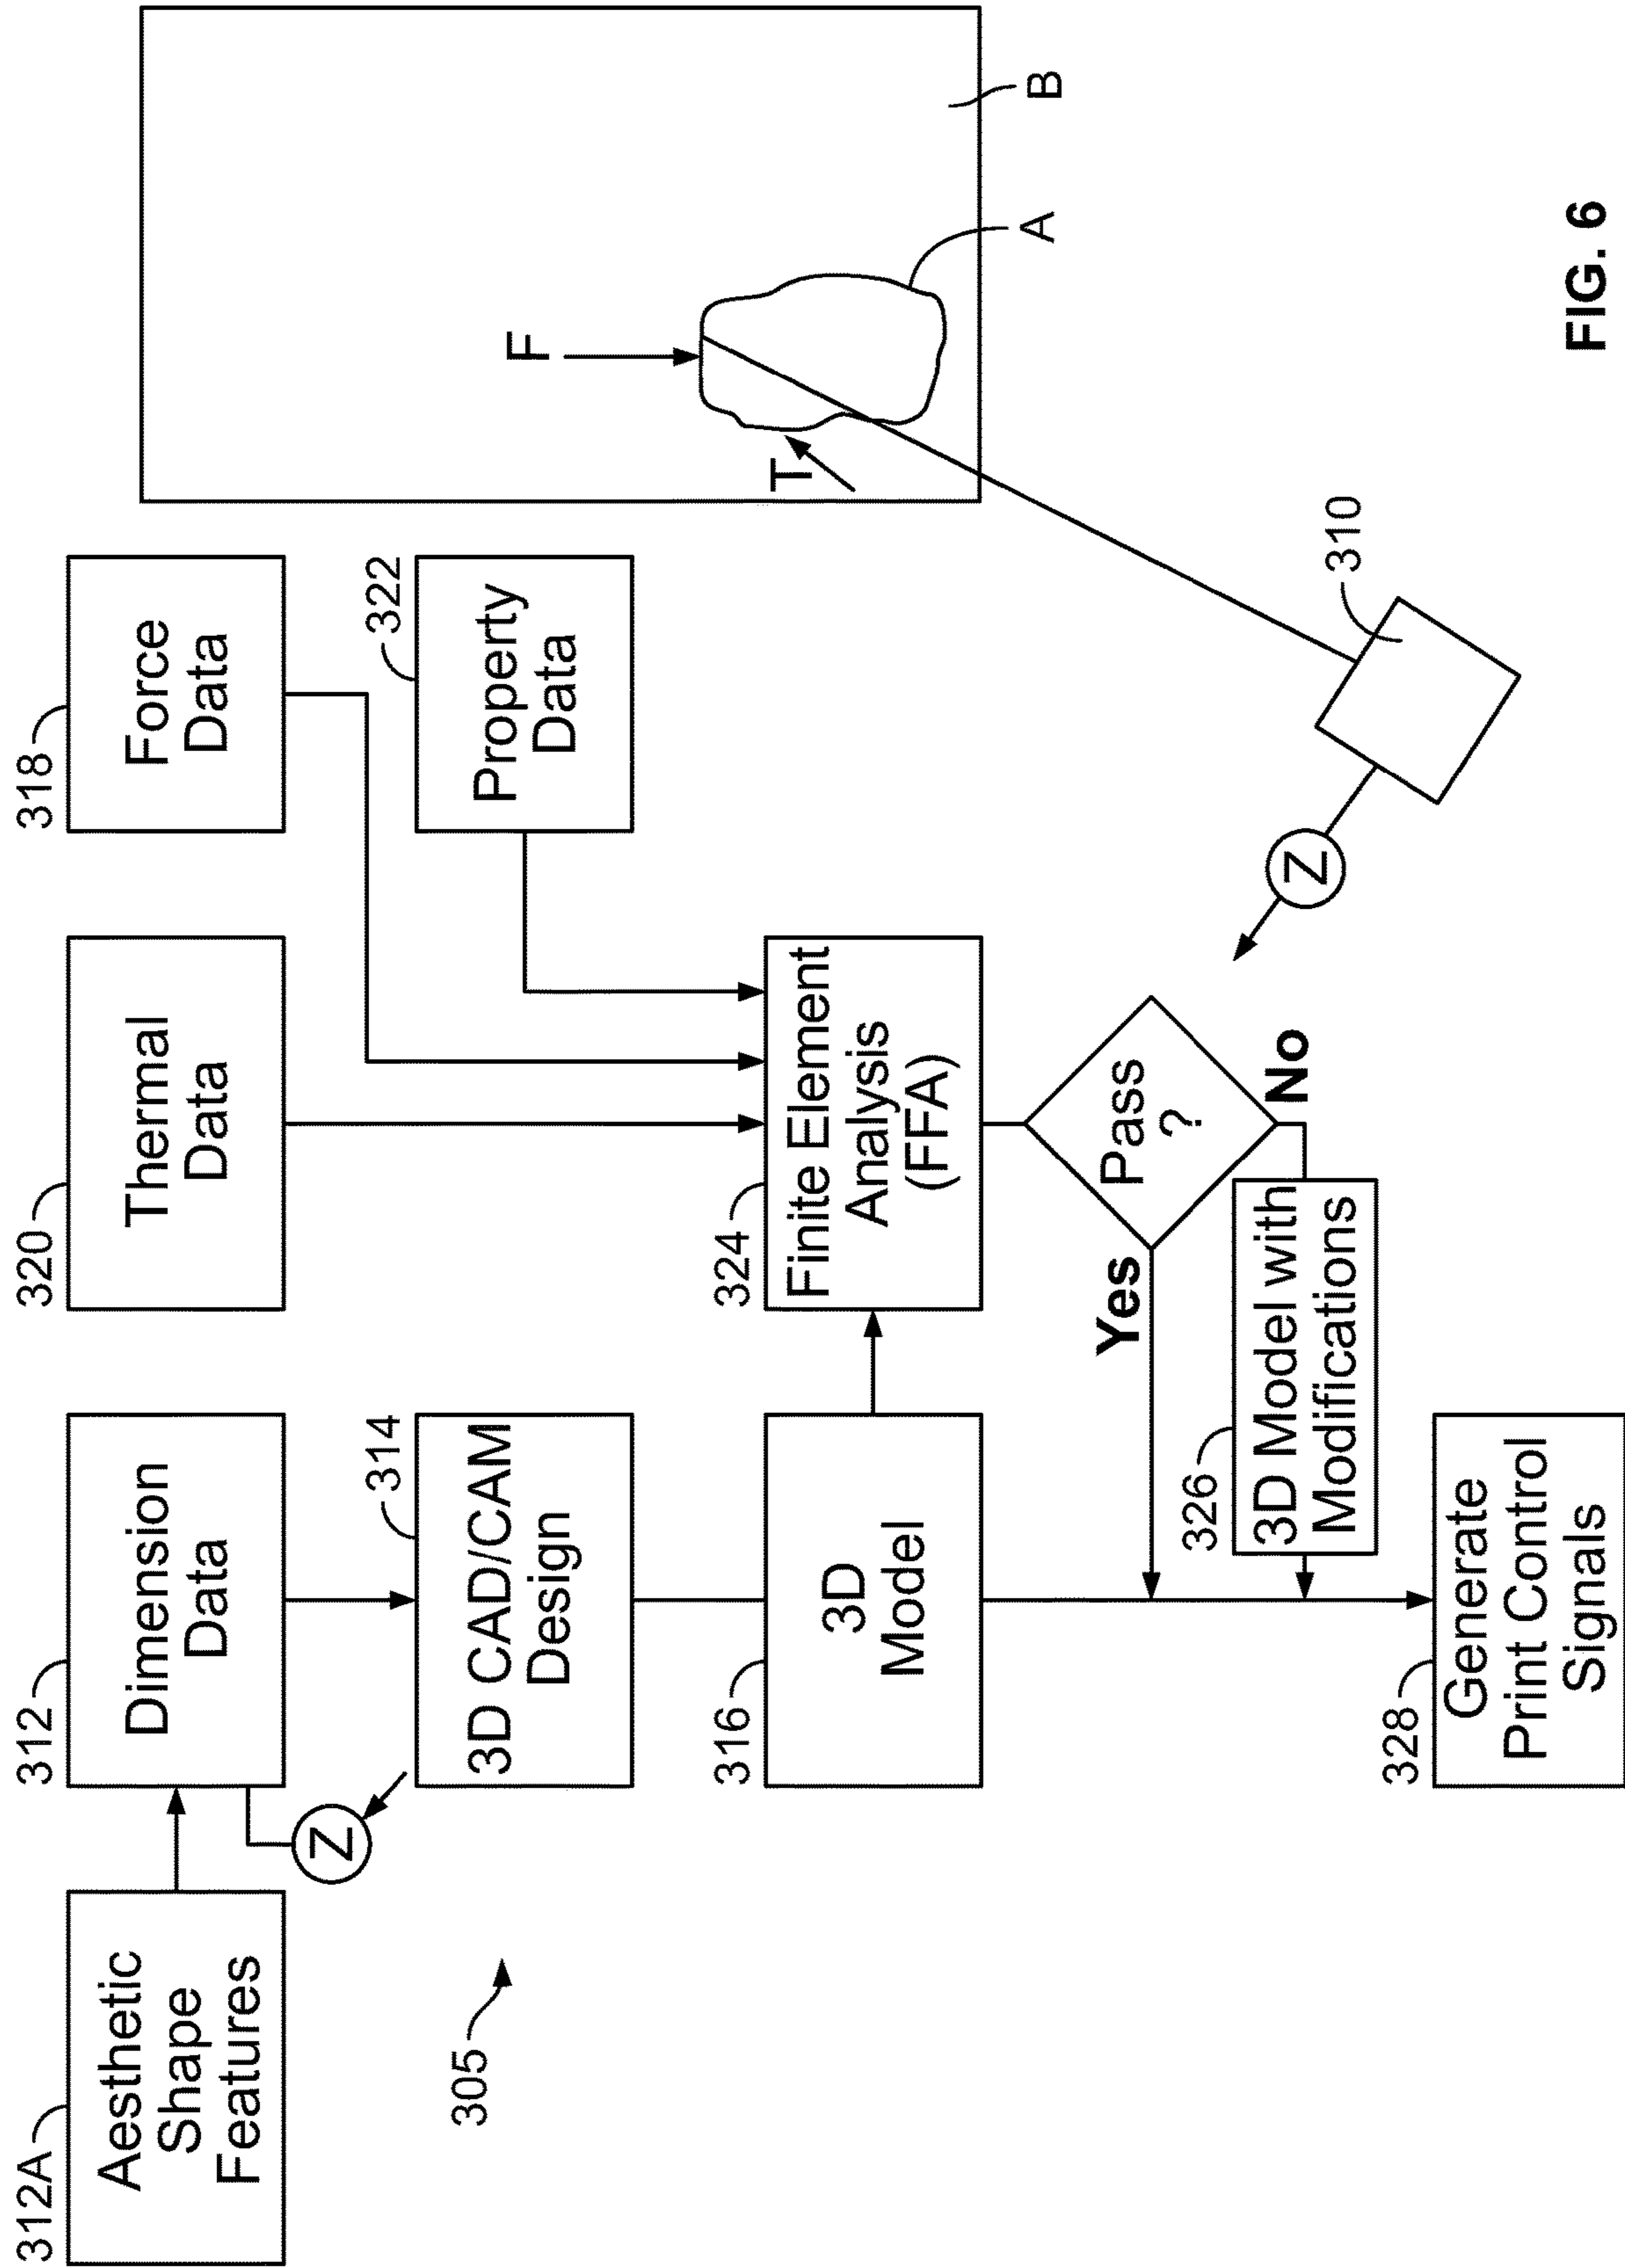 312A
Aesthetic
Shape
Features
312
Dimension
Data
320
Thermal
Data
318
Force
Data
Z
314
3D CAD/CAM
Design
322
Property
Data
305
316
3D
Model
324
Finite Element
Analysis
(FFA)
F
T
A
B
Yes
Pass
?
No
326
3D Model with
Modifications
Z
310
328
Generate
Print Control
Signals
FIG. 6